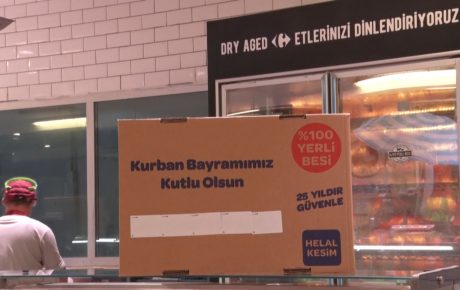 DRY AGED ETLERİNİZİ DİNLENDİRİYORUZ
Kurban Bayramımız
Kutlu Olsun
%100
YERLİ
BESİ
25 YILDIR
GÜVENLE
HELAL
KESİM